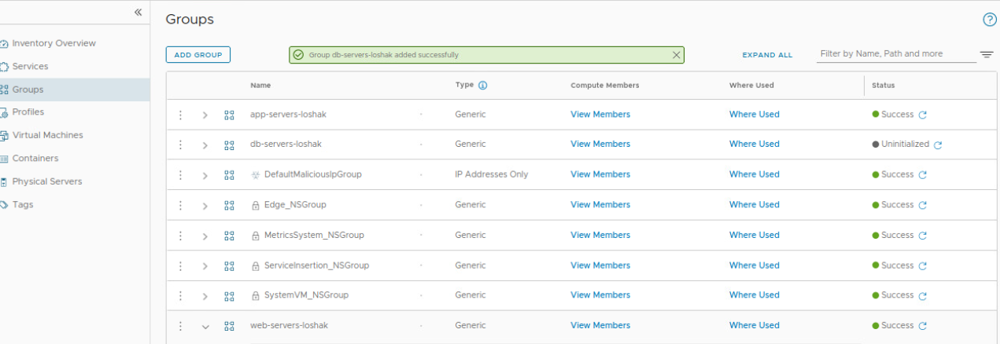 «
Inventory Overview
Services
Groups
Profiles
Virtual Machines
Containers
Physical Servers
Tags
Groups
?
ADD GROUP
Group db-servers-loshak added successfully
EXPAND ALL
Filter by Name, Path and more
Name Type i Compute Members Where Used Status
app-servers-loshak Generic View Members Where Used Success
db-servers-loshak Generic View Members Where Used Uninitialized
DefaultMaliciousIpGroup IP Addresses Only View Members Where Used Success
Edge_NSGroup Generic View Members Where Used Success
MetricsSystem_NSGroup Generic View Members Where Used Success
ServiceInsertion_NSGroup Generic View Members Where Used Success
SystemVM_NSGroup Generic View Members Where Used Success
web-servers-loshak Generic View Members Where Used Success